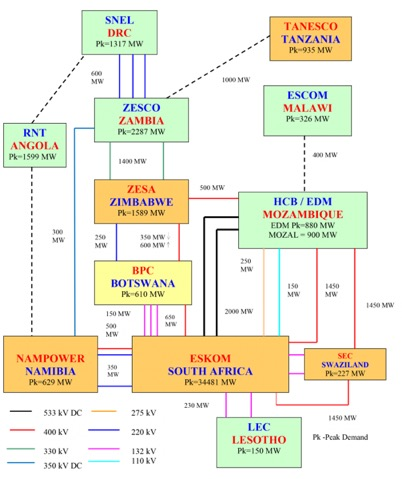 SNEL
DRC
Pk=1317 MW
TANESCO
TANZANIA
Pk=935 MW
600
MW
1000 MW
ZESCO
ZAMBIA
Pk=2287 MW
ESCOM
MALAWI
Pk=326 MW
RNT
ANGOLA
Pk=1599 MW
1400 MW
400
MW
ZESA
ZIMBABWE
Pk=1589 MW
500
MW
HCB / EDM
MOZAMBIQUE
EDM Pk=880 MW
MOZAL = 900 MW
300
MW
250
MW
350 MW ↓
600 MW ↑
BPC
BOTSWANA
Pk=610 MW
250
MW
150
MW
1450
MW
1450 MW
150 MW
650
MW
2000 MW
500
MW
NAMPOWER
NAMIBIA
Pk=629 MW
350
MW
ESKOM
SOUTH AFRICA
Pk=34481 MW
SEC
SWAZILAND
Pk=227 MW
230 MW
1450 MW
LEC
LESOTHO
Pk=150 MW
Pk -Peak Demand
533 kV DC
275 kV
400 kV
220 kV
330 kV
132 kV
350 kV DC
110 kV